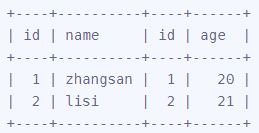 +----+----------+----+------+
| id | name     | id | age  |
+----+----------+----+------+
|  1 | zhangsan |  1 |   20 |
|  2 | lisi     |  2 |   21 |
+----+----------+----+------+